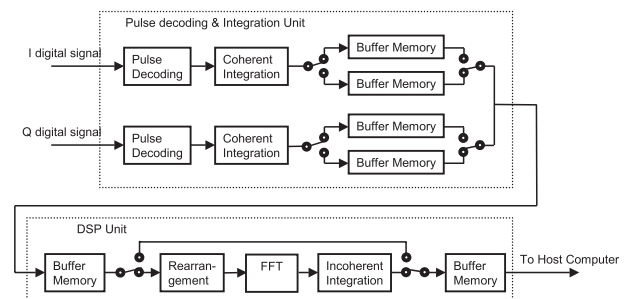 Pulse decoding & Integration Unit
I digital signal
Pulse
Decoding
Coherent
Integration
Buffer Memory
Buffer Memory
Q digital signal
Pulse
Decoding
Coherent
Integration
Buffer Memory
Buffer Memory
DSP Unit
Buffer
Memory
Rearran-
gement
FFT
Incoherent
Integration
Buffer
Memory
To Host Computer